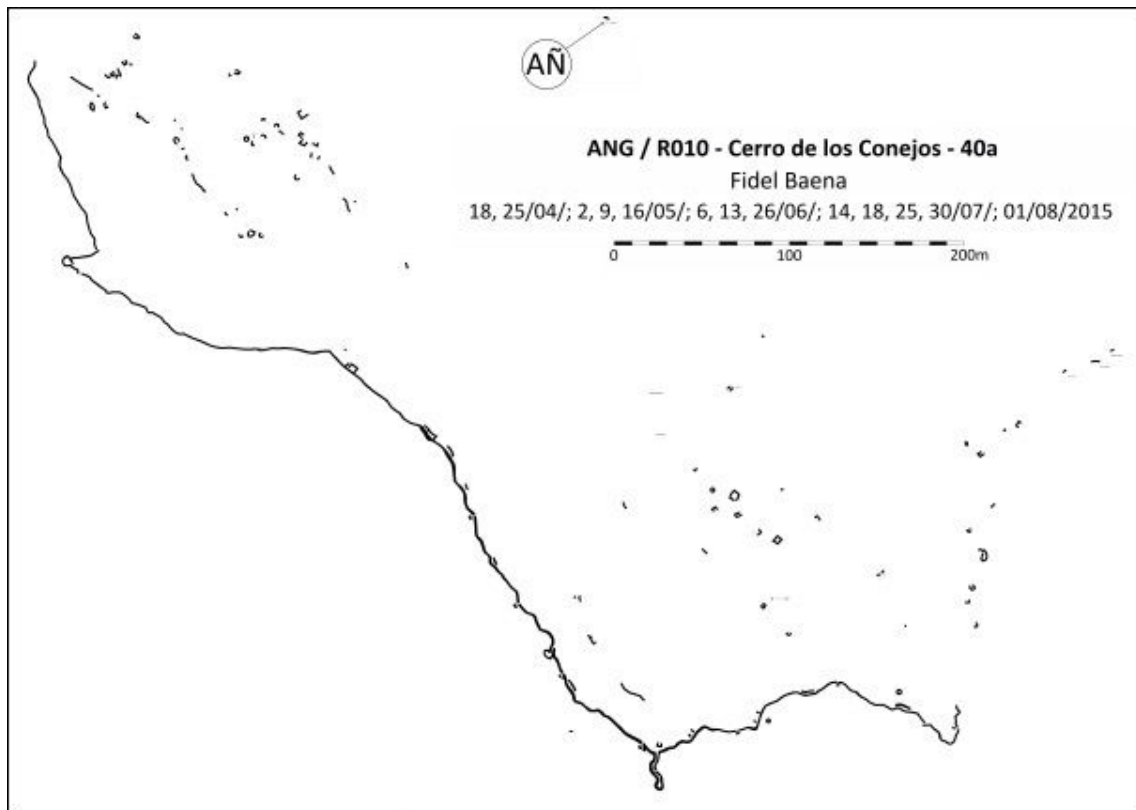 AÑ
ANG / R010 - Cerro de los Conejos - 40a
Fidel Baena
18, 25/04/; 2, 9, 16/05/; 6, 13, 26/06/; 14, 18, 25, 30/07/; 01/08/2015
0 100 200m